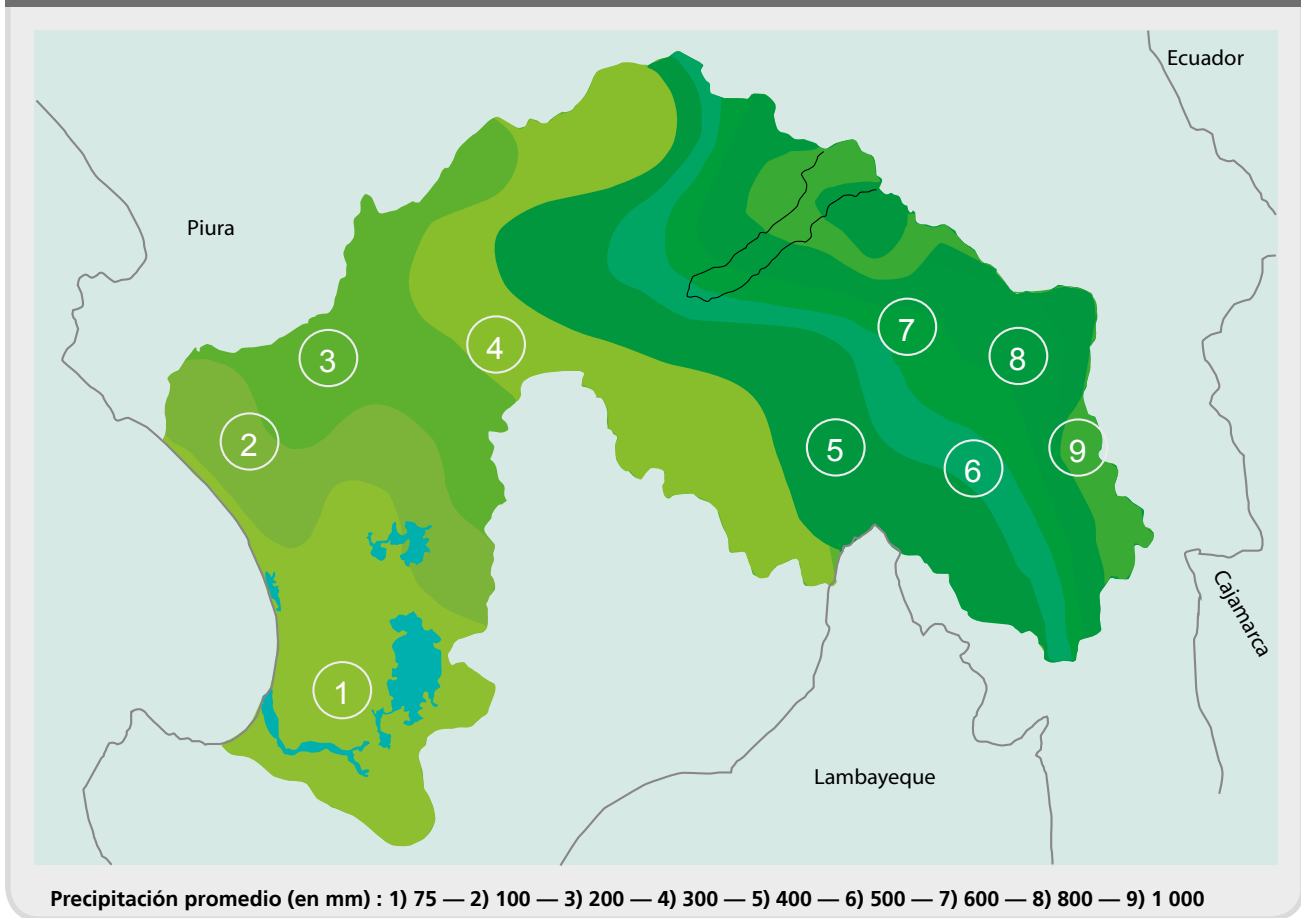 Ecuador
Piura
7
3
4
8
2
5
9
6
Cajamarca
1
Lambayeque
Precipitación promedio (en mm) : 1) 75 — 2) 100 — 3) 200 — 4) 300 — 5) 400 — 6) 500 — 7) 600 — 8) 800 — 9) 1 000